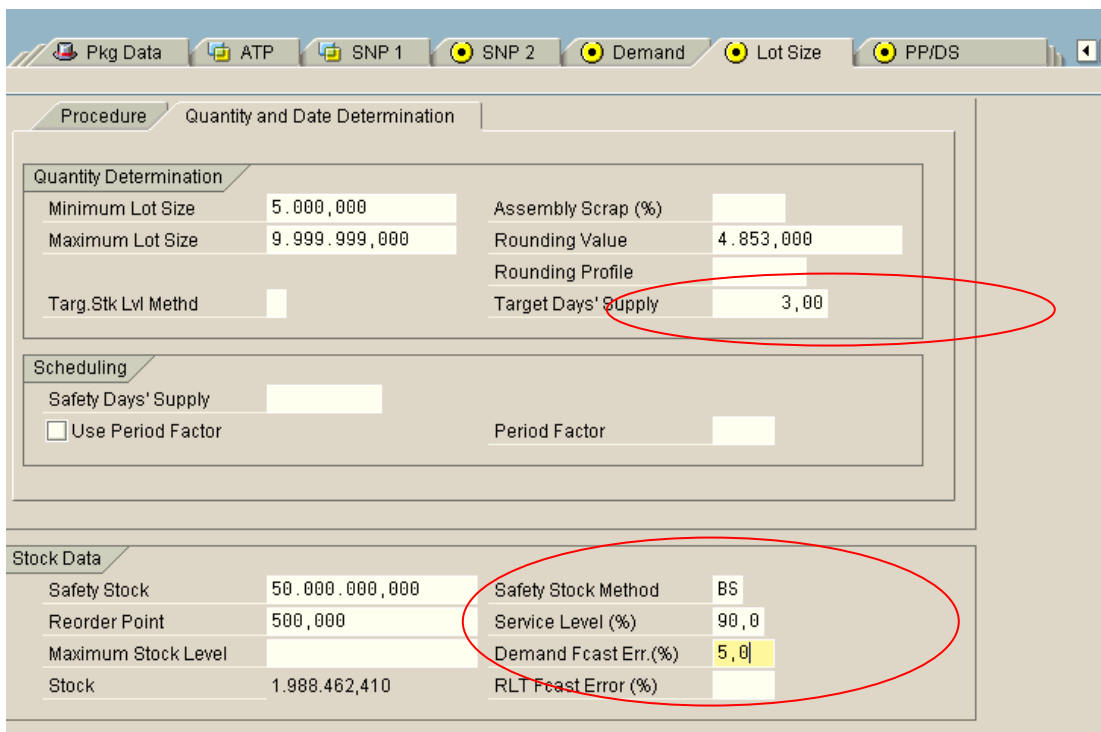 Pkg Data ATP SNP 1 SNP 2 Demand Lot Size PP/DS
Procedure Quantity and Date Determination
Quantity Determination
Minimum Lot Size 5.000,000 Assembly Scrap (%)
Maximum Lot Size 9.999.999,000 Rounding Value 4.853,000
Rounding Profile
Targ.Stk Lvl Methd Target Days' Supply 3,00
Scheduling
Safety Days' Supply
Use Period Factor Period Factor
Stock Data
Safety Stock 50.000.000,000 Safety Stock Method BS
Reorder Point 500,000 Service Level (%) 90,0
Maximum Stock Level Demand Fcast Err.(%) 5,0
Stock 1.988.462,410 RLT Fcast Error (%)